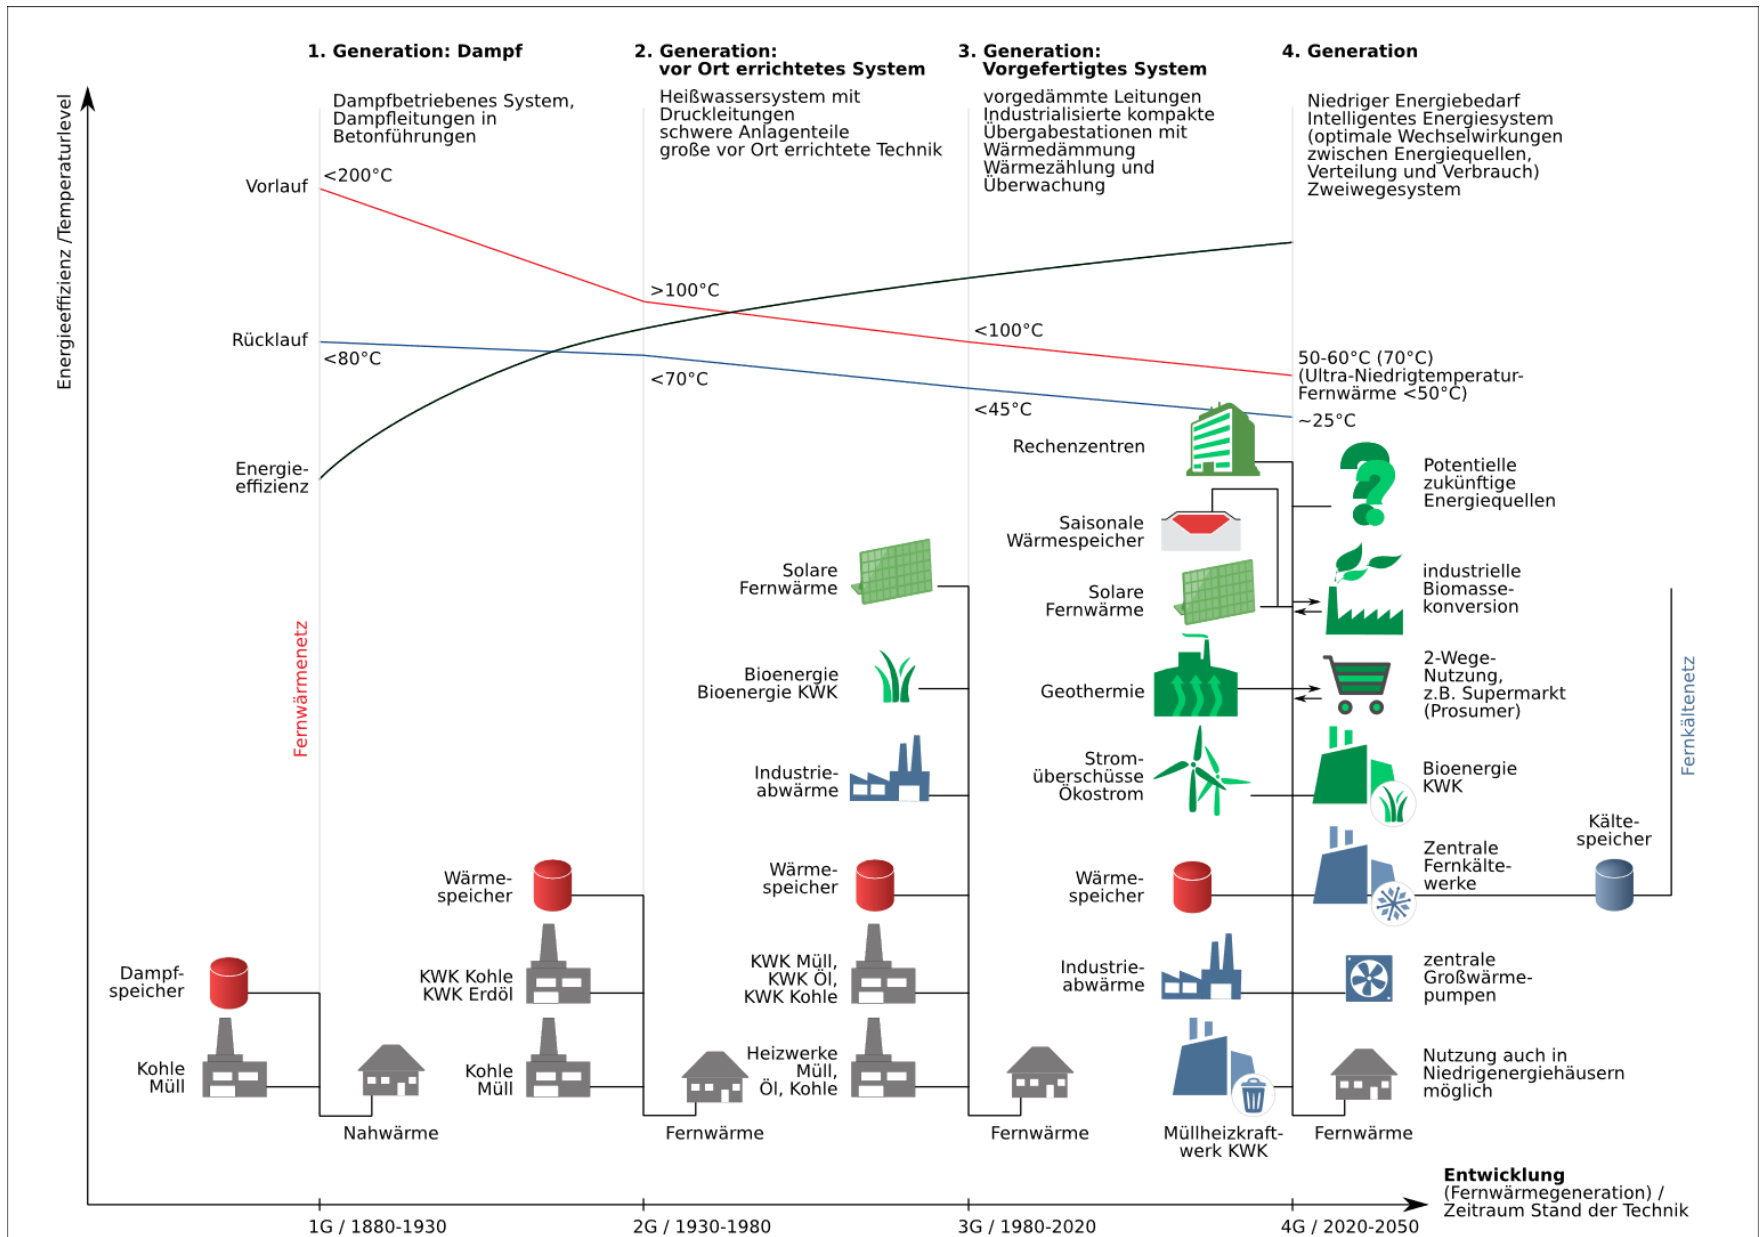 1. Generation: Dampf
Dampfbetriebenes System,
Dampfleitungen in
Betonführungen
2. Generation:
vor Ort errichtetes System
Heißwassersystem mit
Druckleitungen
schwere Anlagenteile
große vor Ort errichtete Technik
3. Generation:
Vorgefertigtes System
vorgedämmte Leitungen
Industrialisierte kompakte
Übergabestationen mit
Wärmedämmung
Wärmezählung und
Überwachung
4. Generation
Niedriger Energiebedarf
Intelligentes Energiesystem
(optimale Wechselwirkungen
zwischen Energiequellen,
Verteilung und Verbrauch)
Zweiwegesystem
Energieeffizienz /Temperaturlevel
Vorlauf
<200°C
>100°C
<100°C
50-60°C (70°C)
(Ultra-Niedrigtemperatur-
Fernwärme <50°C)
Rücklauf
<80°C
<70°C
<45°C
~25°C
Energie-
effizienz
Fernwärmenetz
Dampf-
speicher
Kohle
Müll
Nahwärme
Wärme-
speicher
KWK Kohle
KWK Erdöl
Kohle
Müll
Fernwärme
Solare
Fernwärme
Bioenergie
Bioenergie KWK
Industrie-
abwärme
Wärme-
speicher
KWK Müll,
KWK Öl,
KWK Kohle
Heizwerke
Müll,
Öl, Kohle
Fernwärme
Rechenzentren
Saisonale
Wärmespeicher
Solare
Fernwärme
Geothermie
Strom-
überschüsse
Ökostrom
Wärme-
speicher
Industrie-
abwärme
Müllheizkraft-
werk KWK
Potentielle
zukünftige
Energiequellen
industrielle
Biomasse-
konversion
2-Wege-
Nutzung,
z.B. Supermarkt
(Prosumer)
Bioenergie
KWK
Zentrale
Fernkälte-
werke
zentrale
Großwärme-
pumpen
Nutzung auch in
Niedrigenergiehäusern
möglich
Fernwärme
Kälte-
speicher
Fernkältenetz
Entwicklung
(Fernwärmegeneration) /
Zeitraum Stand der Technik
1G / 1880-1930
2G / 1930-1980
3G / 1980-2020
4G / 2020-2050